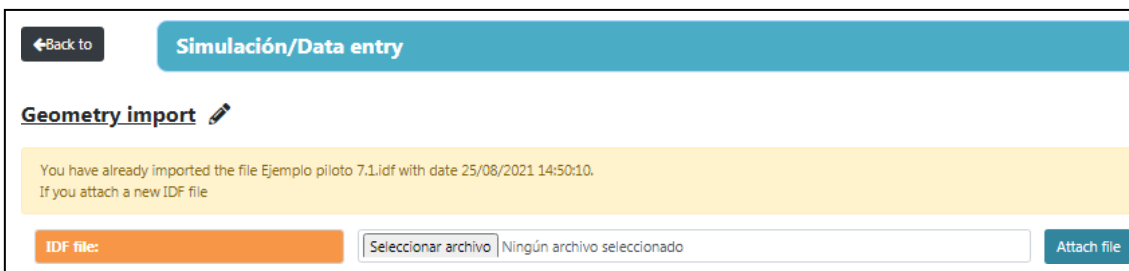 Back to
Simulación/Data entry
Geometry import
You have already imported the file Ejemplo piloto 7.1.idf with date 25/08/2021 14:50:10.
If you attach a new IDF file
IDF file:
Seleccionar archivo Ningún archivo seleccionado
Attach file